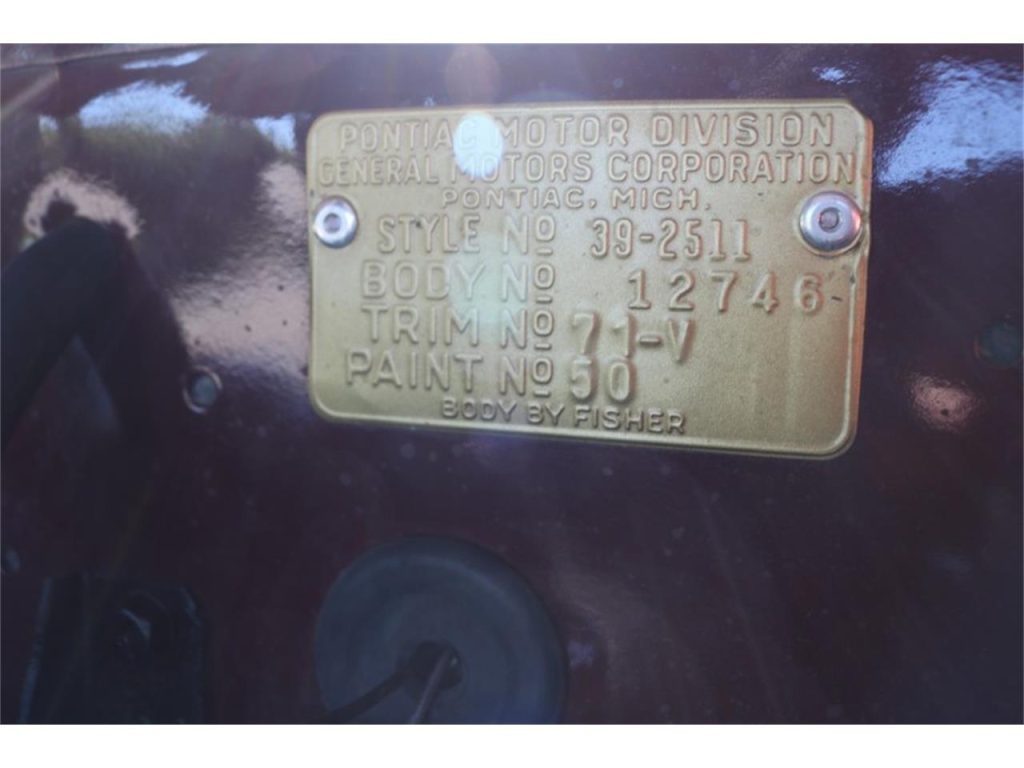 PONTIAC MOTOR DIVISION
GENERAL MOTORS CORPORATION
PONTIAC, MICH.
STYLE Nº 39-2511
BODY Nº 12746
TRIM Nº 71-V
PAINT Nº 50
BODY BY FISHER